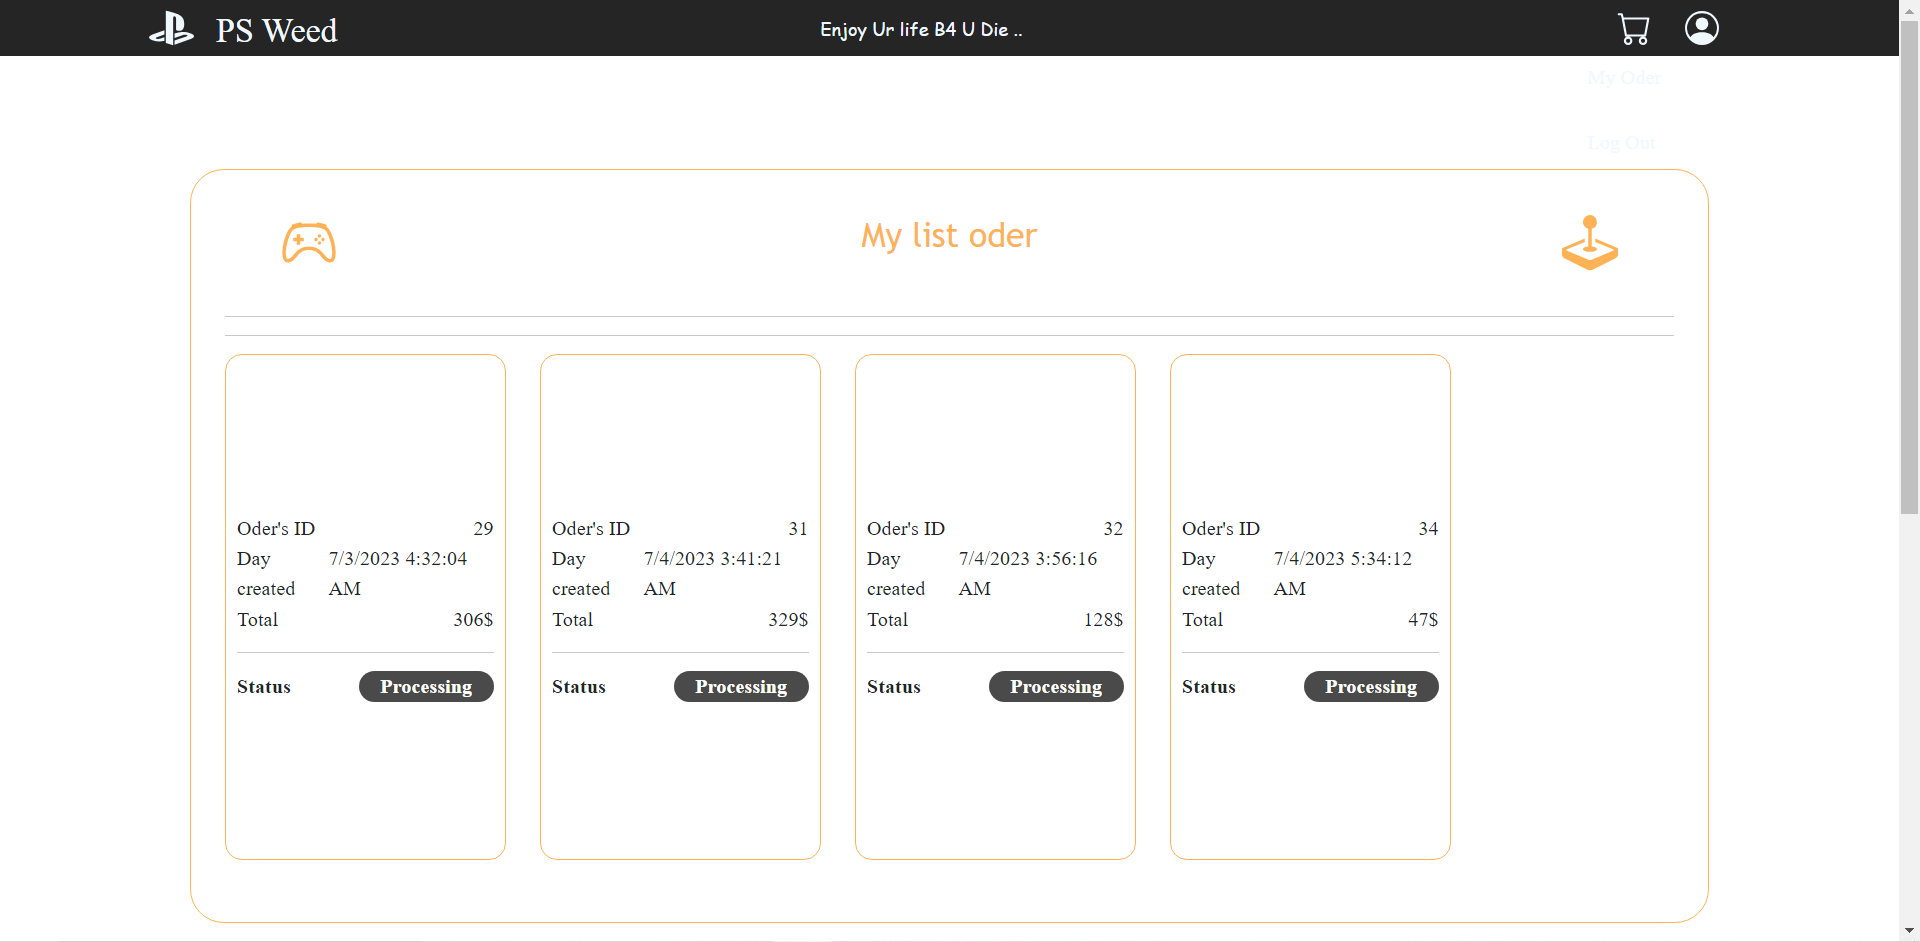 PS Weed
Enjoy Ur life B4 U Die ..
My Oder
Log Out
My list oder
Oder's ID 29
Day created 7/3/2023 4:32:04 AM
Total 306$
Status Processing
Oder's ID 31
Day created 7/4/2023 3:41:21 AM
Total 329$
Status Processing
Oder's ID 32
Day created 7/4/2023 3:56:16 AM
Total 128$
Status Processing
Oder's ID 34
Day created 7/4/2023 5:34:12 AM
Total 47$
Status Processing